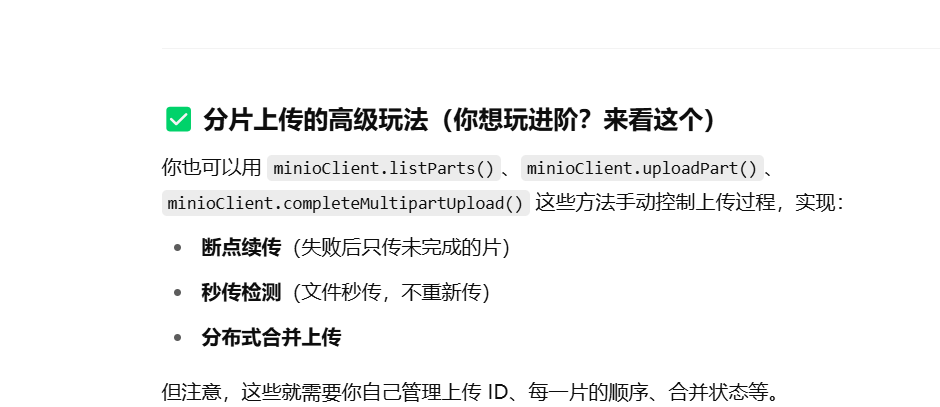 ✅ 分片上传的高级玩法（你想玩进阶？来看这个）
你也可以用 minioClient.listParts()、minioClient.uploadPart()、
minioClient.completeMultipartUpload() 这些方法手动控制上传过程，实现：
• 断点续传（失败后只传未完成的片）
• 秒传检测（文件秒传，不重新传）
• 分布式合并上传
但注意，这些就需要你自己管理上传 ID、每一片的顺序、合并状态等。